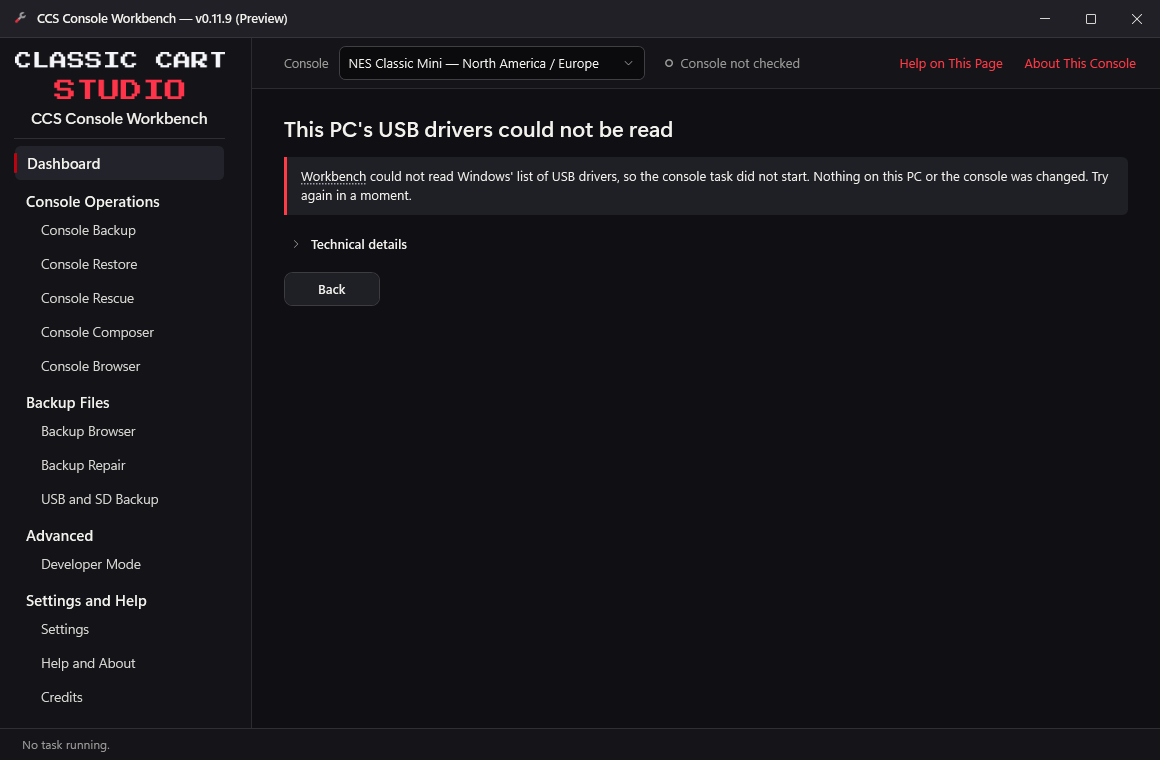 CCS Console Workbench — v0.11.9 (Preview)
CLASSIC CART
STUDIO
CCS Console Workbench
Dashboard
Console Operations
Console Backup
Console Restore
Console Rescue
Console Composer
Console Browser
Backup Files
Backup Browser
Backup Repair
USB and SD Backup
Advanced
Developer Mode
Settings and Help
Settings
Help and About
Credits
Console
NES Classic Mini — North America / Europe
Console not checked
Help on This Page
About This Console
This PC's USB drivers could not be read
Workbench could not read Windows' list of USB drivers, so the console task did not start. Nothing on this PC or the console was changed. Try
again in a moment.
Technical details
Back
No task running.